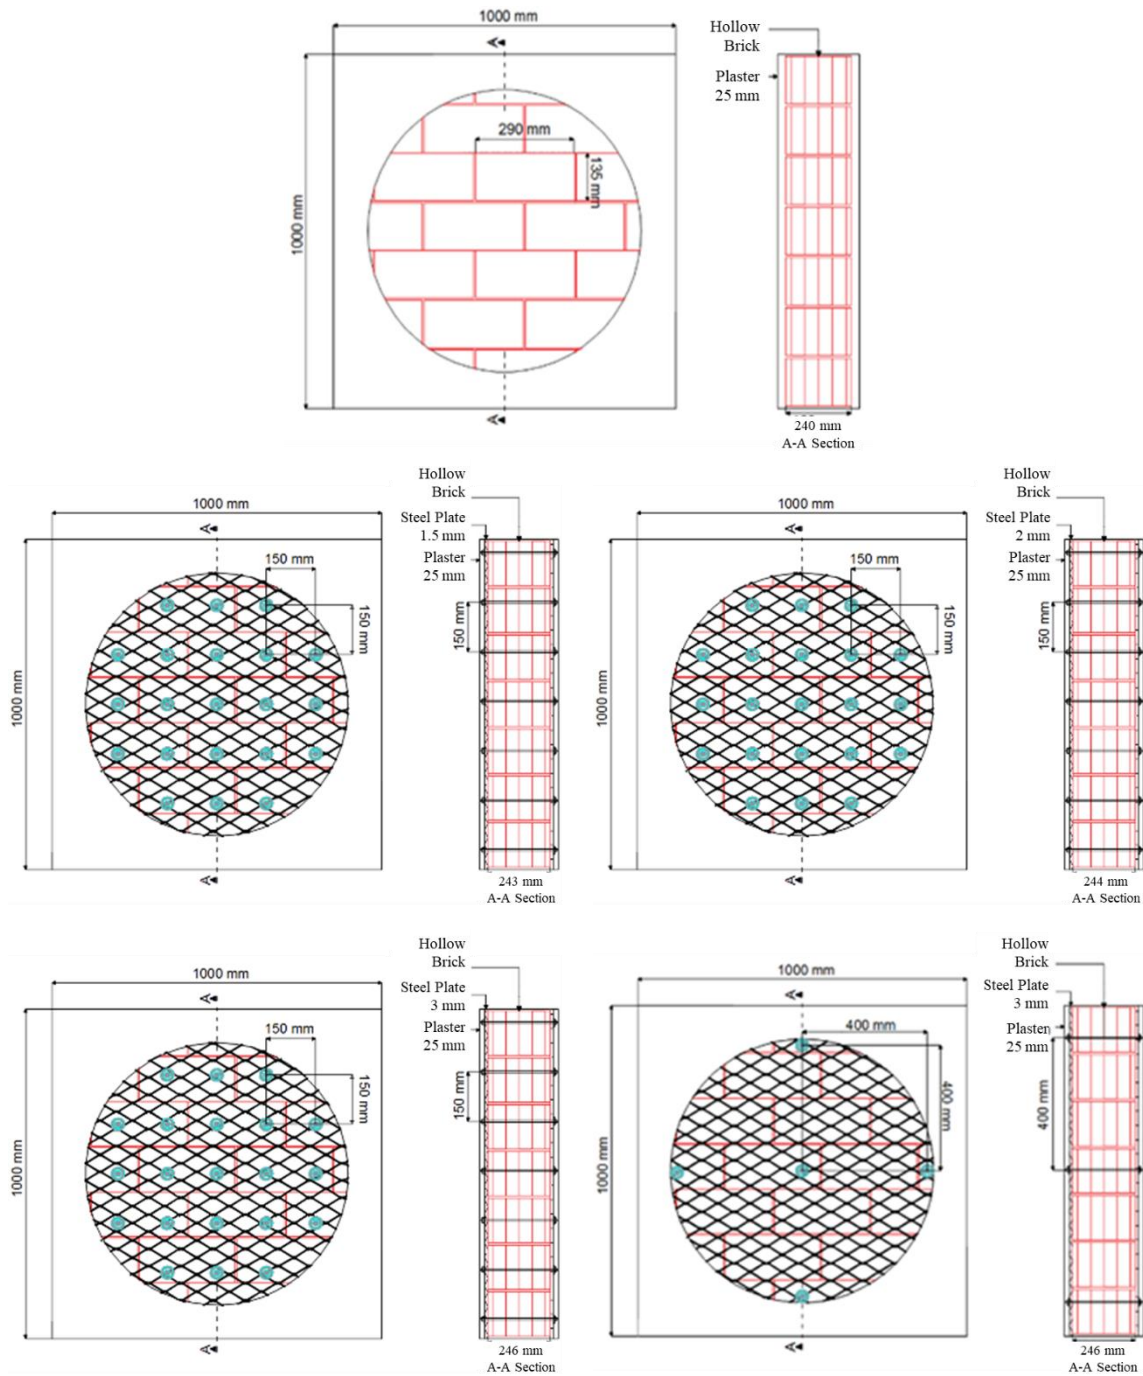 1000 mm
A
Hollow
Brick
Plaster
25 mm
290 mm
135 mm
1000 mm
A
240 mm
A-A Section
1000 mm
A
Hollow
Brick
Steel Plate
1.5 mm
Plaster
25 mm
150 mm
150 mm
150 mm
1000 mm
A
243 mm
A-A Section
1000 mm
A
Hollow
Brick
Steel Plate
2 mm
Plaster
25 mm
150 mm
150 mm
150 mm
1000 mm
A
244 mm
A-A Section
1000 mm
A
Hollow
Brick
Steel Plate
3 mm
Plaster
25 mm
150 mm
150 mm
150 mm
1000 mm
A
246 mm
A-A Section
1000 mm
A
Hollow
Brick
Steel Plate
3 mm
Plaster
25 mm
400 mm
400 mm
400 mm
1000 mm
A
246 mm
A-A Section